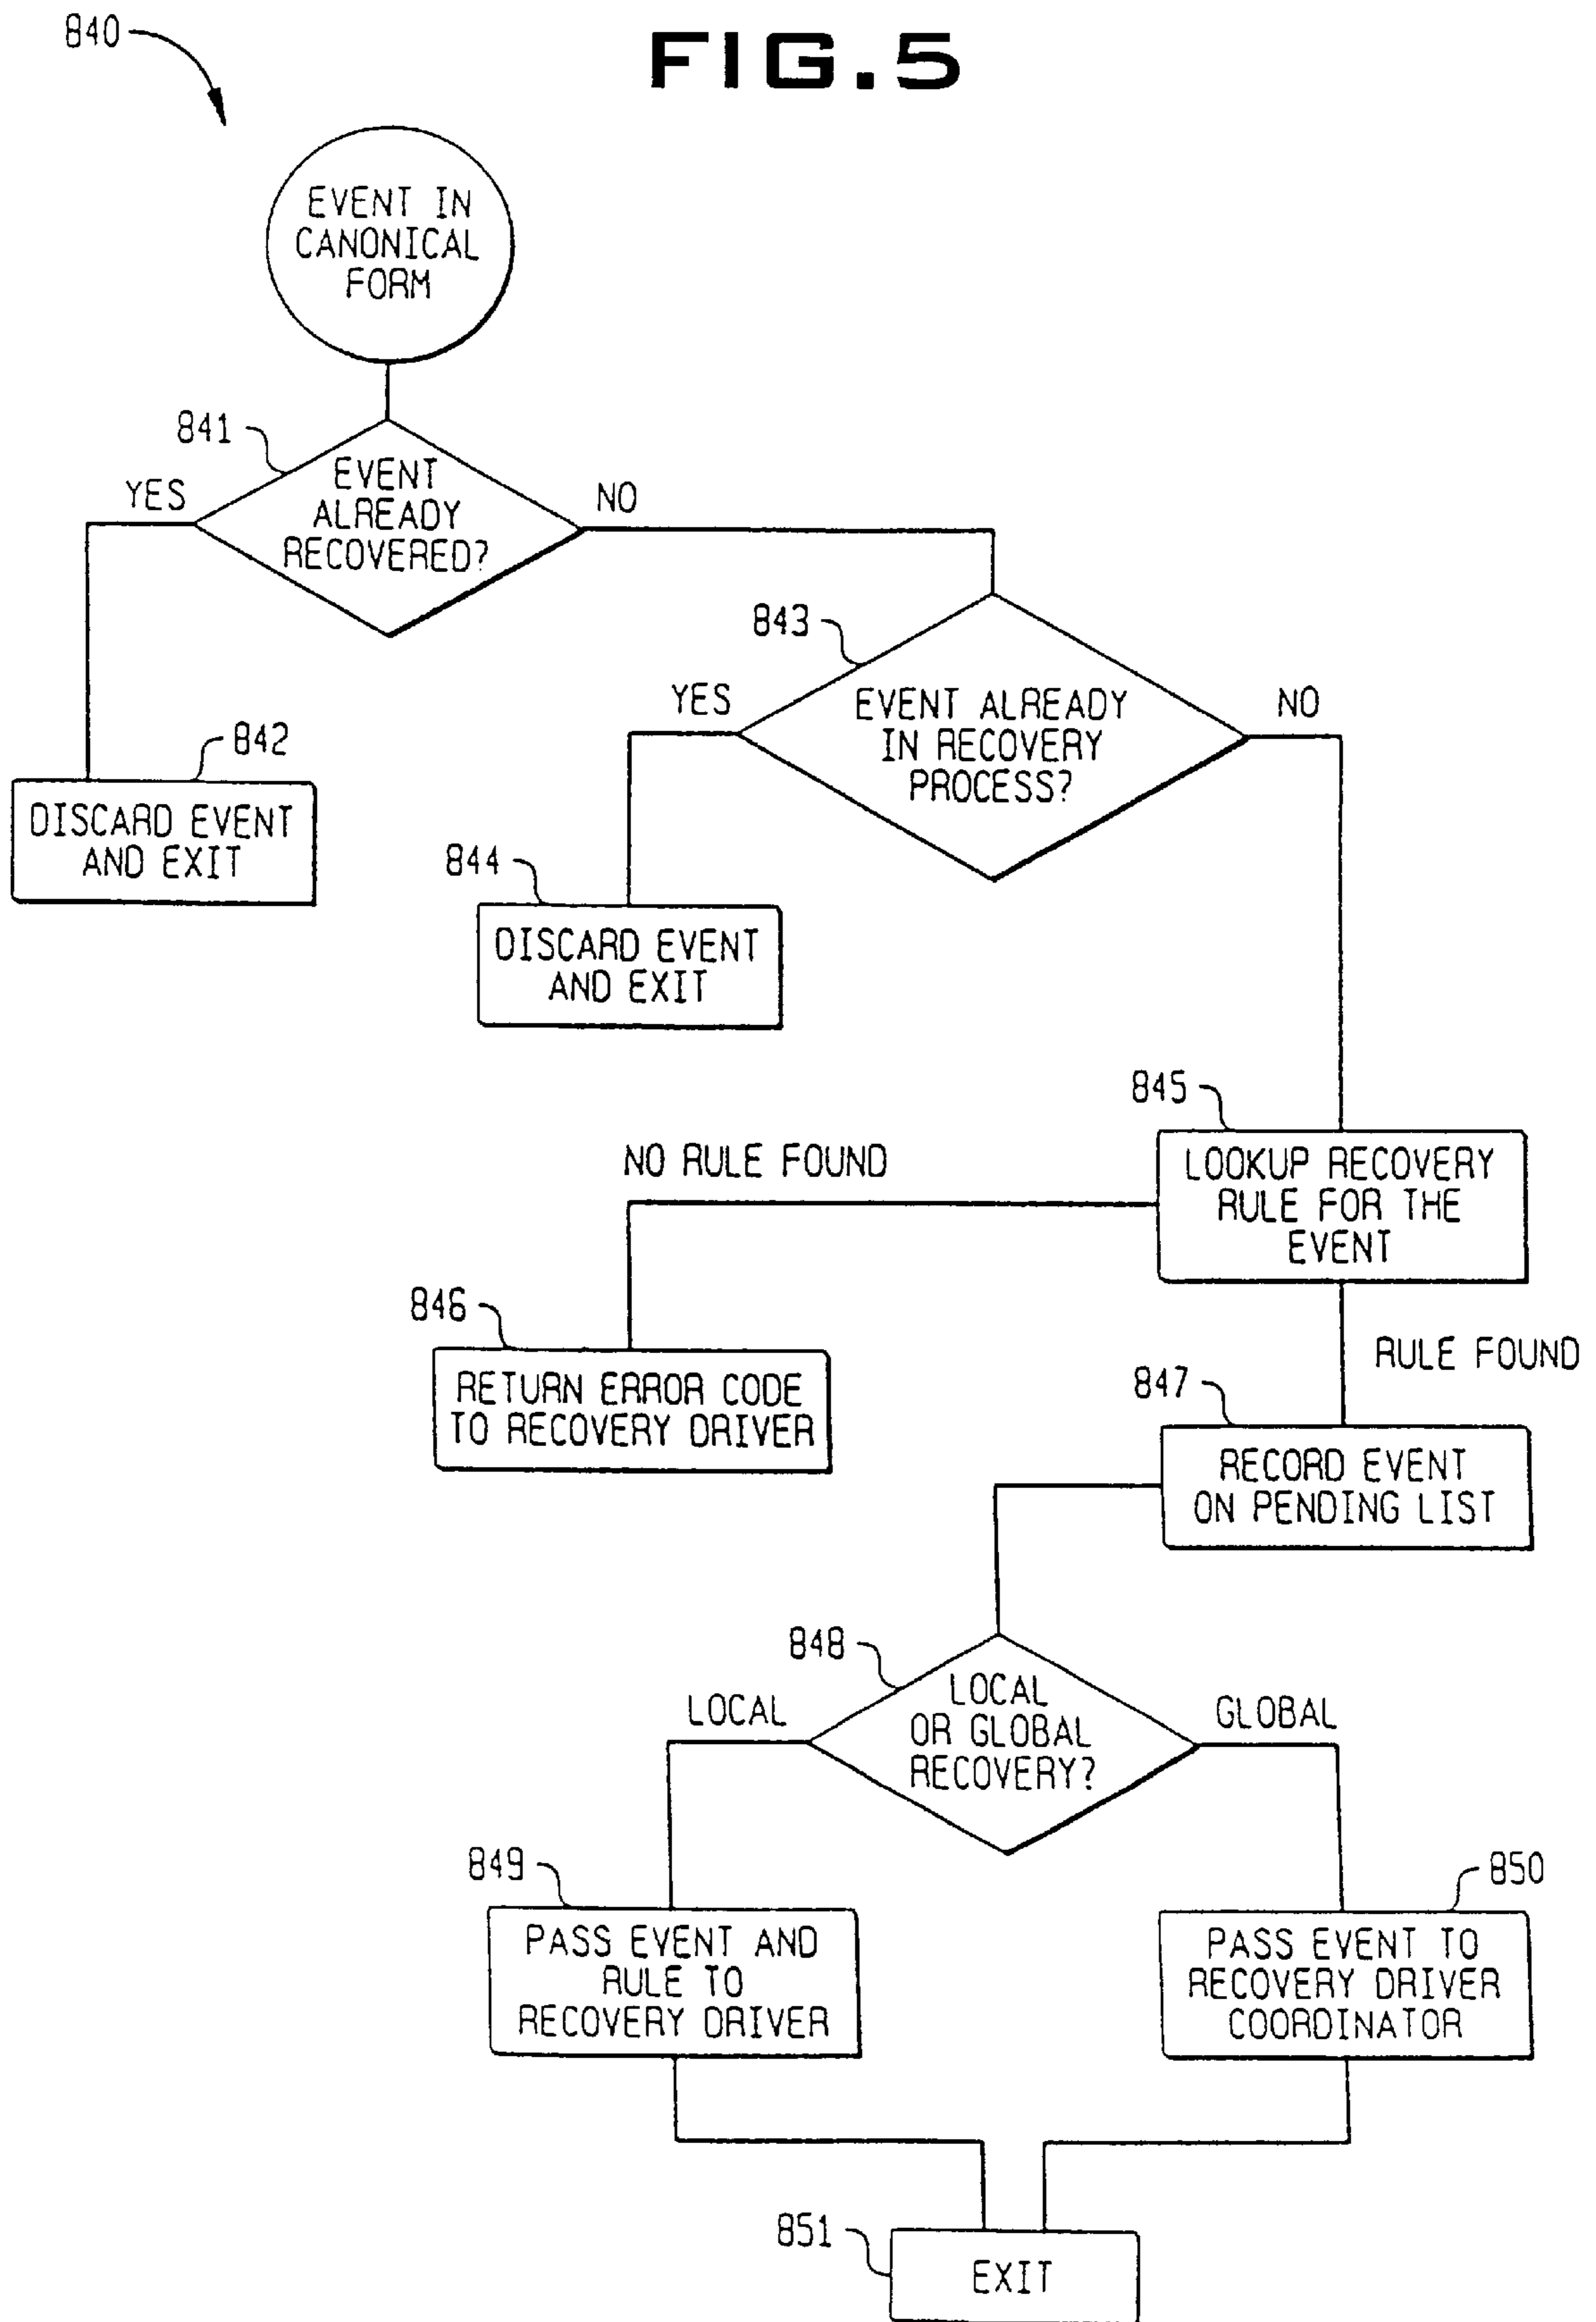 840
FIG.5
EVENT IN
CANONICAL
FORM
841
EVENT
ALREADY
RECOVERED?
YES
NO
842
DISCARD EVENT
AND EXIT
843
EVENT ALREADY
IN RECOVERY
PROCESS?
YES
NO
844
DISCARD EVENT
AND EXIT
845
LOOKUP RECOVERY
RULE FOR THE
EVENT
NO RULE FOUND
846
RETURN ERROR CODE
TO RECOVERY DRIVER
RULE FOUND
847
RECORD EVENT
ON PENDING LIST
848
LOCAL
OR GLOBAL
RECOVERY?
LOCAL
GLOBAL
849
PASS EVENT AND
RULE TO
RECOVERY DRIVER
850
PASS EVENT TO
RECOVERY DRIVER
COORDINATOR
851
EXIT